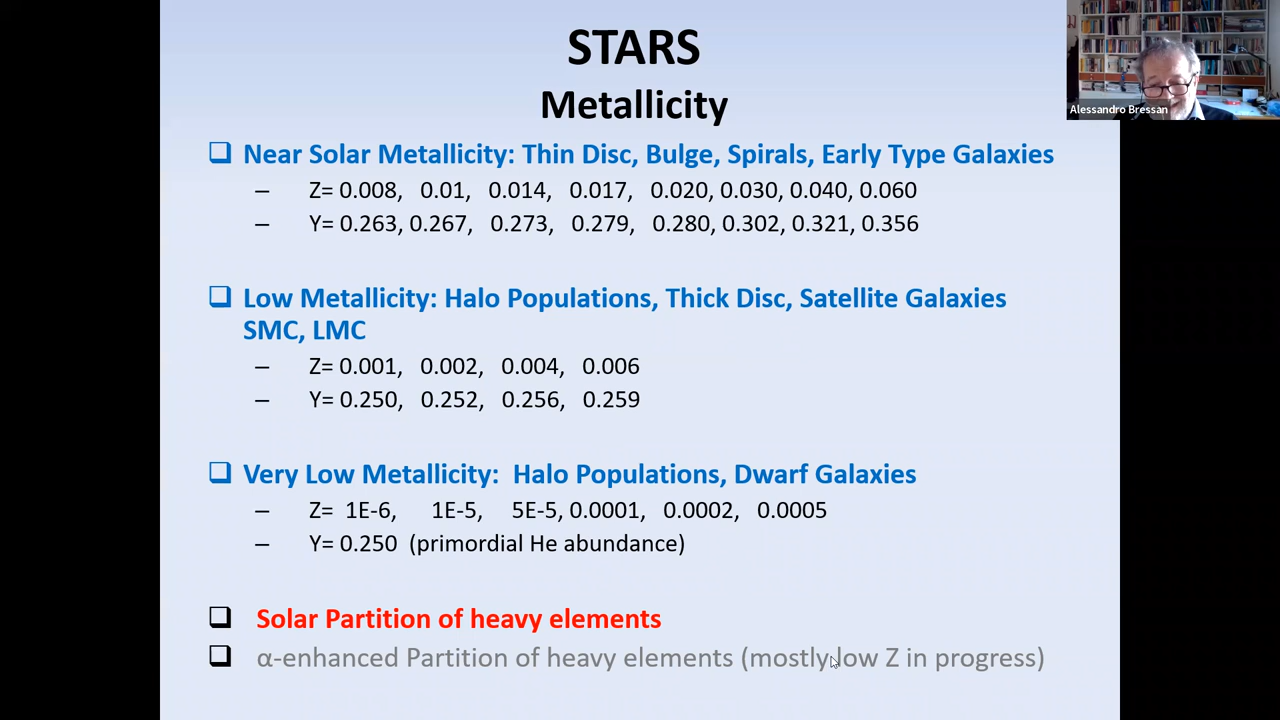 STARS
Metallicity
Alessandro Bressan
❑ Near Solar Metallicity: Thin Disc, Bulge, Spirals, Early Type Galaxies
– Z= 0.008, 0.01, 0.014, 0.017, 0.020, 0.030, 0.040, 0.060
– Y= 0.263, 0.267, 0.273, 0.279, 0.280, 0.302, 0.321, 0.356
❑ Low Metallicity: Halo Populations, Thick Disc, Satellite Galaxies
SMC, LMC
– Z= 0.001, 0.002, 0.004, 0.006
– Y= 0.250, 0.252, 0.256, 0.259
❑ Very Low Metallicity: Halo Populations, Dwarf Galaxies
– Z= 1E-6, 1E-5, 5E-5, 0.0001, 0.0002, 0.0005
– Y= 0.250 (primordial He abundance)
❑ Solar Partition of heavy elements
❑ α-enhanced Partition of heavy elements (mostly low Z in progress)